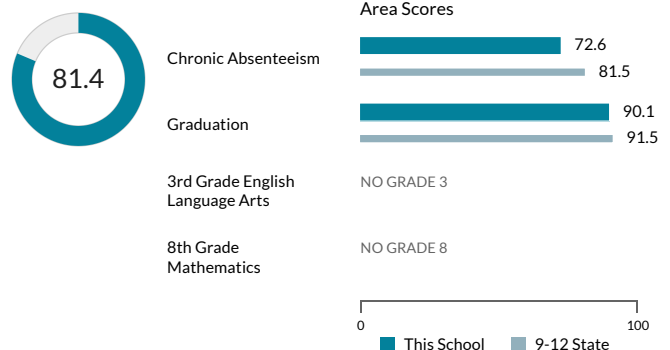 Area Scores
81.4
Chronic Absenteeism
72.6
81.5
Graduation
90.1
91.5
3rd Grade English
Language Arts
NO GRADE 3
8th Grade
Mathematics
NO GRADE 8
0
100
This School
9-12 State